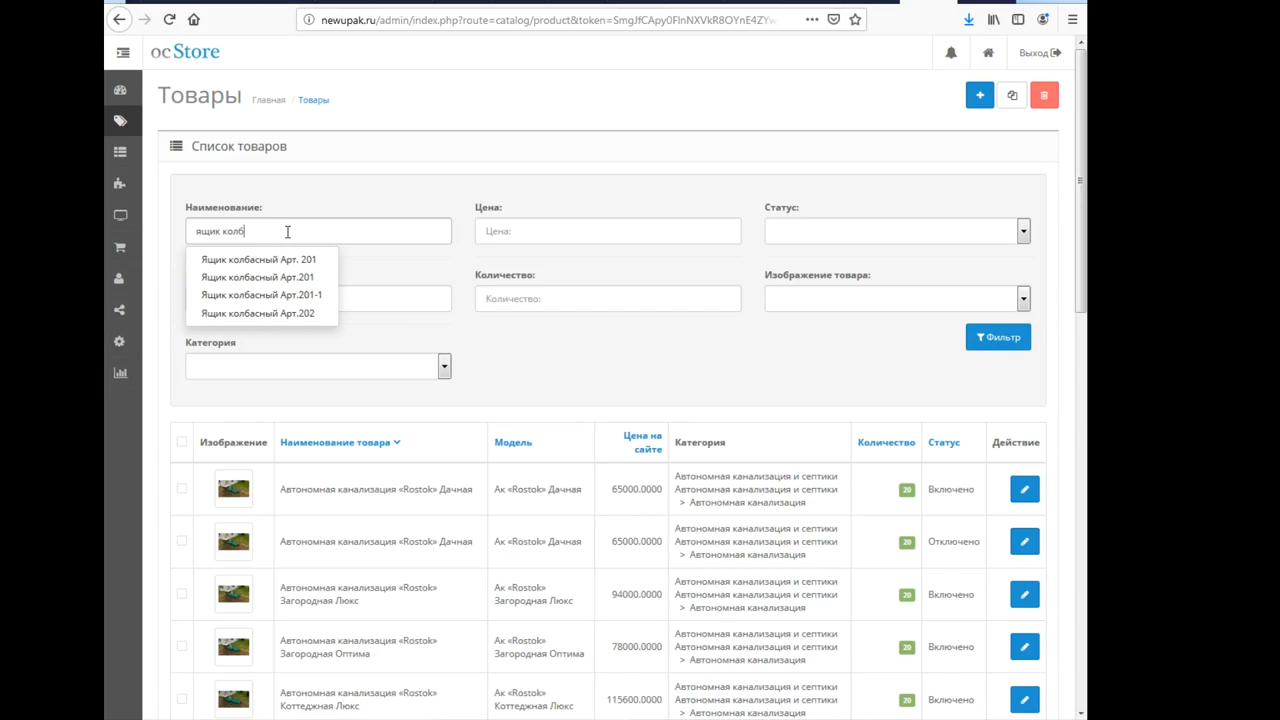 newupak.ru/admin/index.php?route=catalog/product&token=SmgJfCApy0FlnNXVkR8OYnE4ZYw
ocStore
Выход
Товары Главная / Товары
Список товаров
Наименование: Цена: Статус:
ящик колб Цена:
Ящик колбасный Арт. 201
Ящик колбасный Арт.201
Ящик колбасный Арт.201-1
Ящик колбасный Арт.202
Количество: Изображение товара:
Количество:
Фильтр
Категория
Изображение Наименование товара Модель Цена на сайте Категория Количество Статус Действие
Автономная канализация «Rostok» Дачная Ак «Rostok» Дачная 65000.0000 Автономная канализация и септики
Автономная канализация и септики
> Автономная канализация 20 Включено
Автономная канализация «Rostok» Дачная Ак «Rostok» Дачная 65000.0000 Автономная канализация и септики
Автономная канализация и септики
> Автономная канализация 20 Отключено
Автономная канализация «Rostok»
Загородная Люкс Ак «Rostok»
Загородная Люкс 94000.0000 Автономная канализация и септики
Автономная канализация и септики
> Автономная канализация 20 Включено
Автономная канализация «Rostok»
Загородная Оптима Ак «Rostok»
Загородная Оптима 78000.0000 Автономная канализация и септики
Автономная канализация и септики
> Автономная канализация 20 Включено
Автономная канализация «Rostok»
Коттеджная Люкс Ак «Rostok»
Коттеджная Люкс 115600.0000 Автономная канализация и септики
Автономная канализация и септики
> Автономная канализация 20 Включено